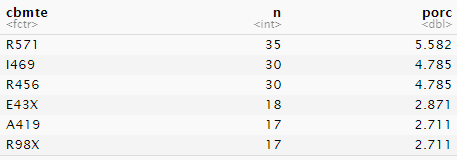 cbmte n porc
<fctr> <int> <dbl>
R571 35 5.582
I469 30 4.785
R456 30 4.785
E43X 18 2.871
A419 17 2.711
R98X 17 2.711